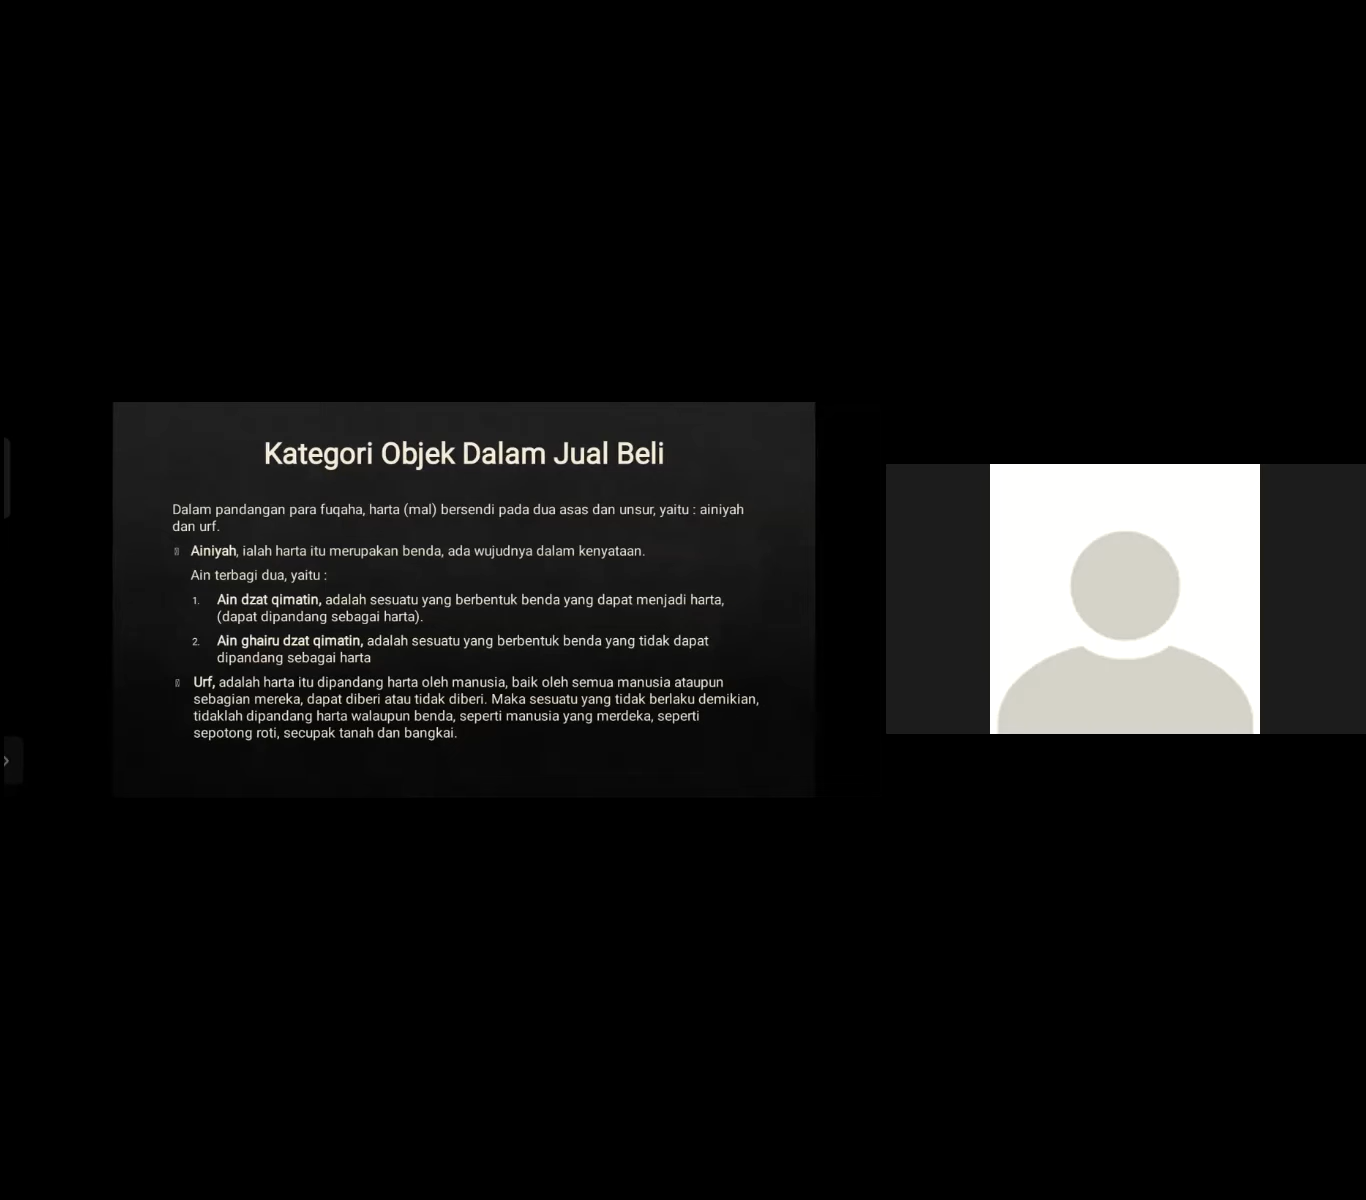 Kategori Objek Dalam Jual Beli
Dalam pandangan para fuqaha, harta (mal) bersendi pada dua asas dan unsur, yaitu : ainiyah
dan urf.
Ainiyah, ialah harta itu merupakan benda, ada wujudnya dalam kenyataan.
Ain terbagi dua, yaitu :
1. Ain dzat qimatin, adalah sesuatu yang berbentuk benda yang dapat menjadi harta,
(dapat dipandang sebagai harta).
2. Ain ghairu dzat qimatin, adalah sesuatu yang berbentuk benda yang tidak dapat
dipandang sebagai harta
Urf, adalah harta itu dipandang harta oleh manusia, baik oleh semua manusia ataupun
sebagian mereka, dapat diberi atau tidak diberi. Maka sesuatu yang tidak berlaku demikian,
tidaklah dipandang harta walaupun benda, seperti manusia yang merdeka, seperti
sepotong roti, secupak tanah dan bangkai.